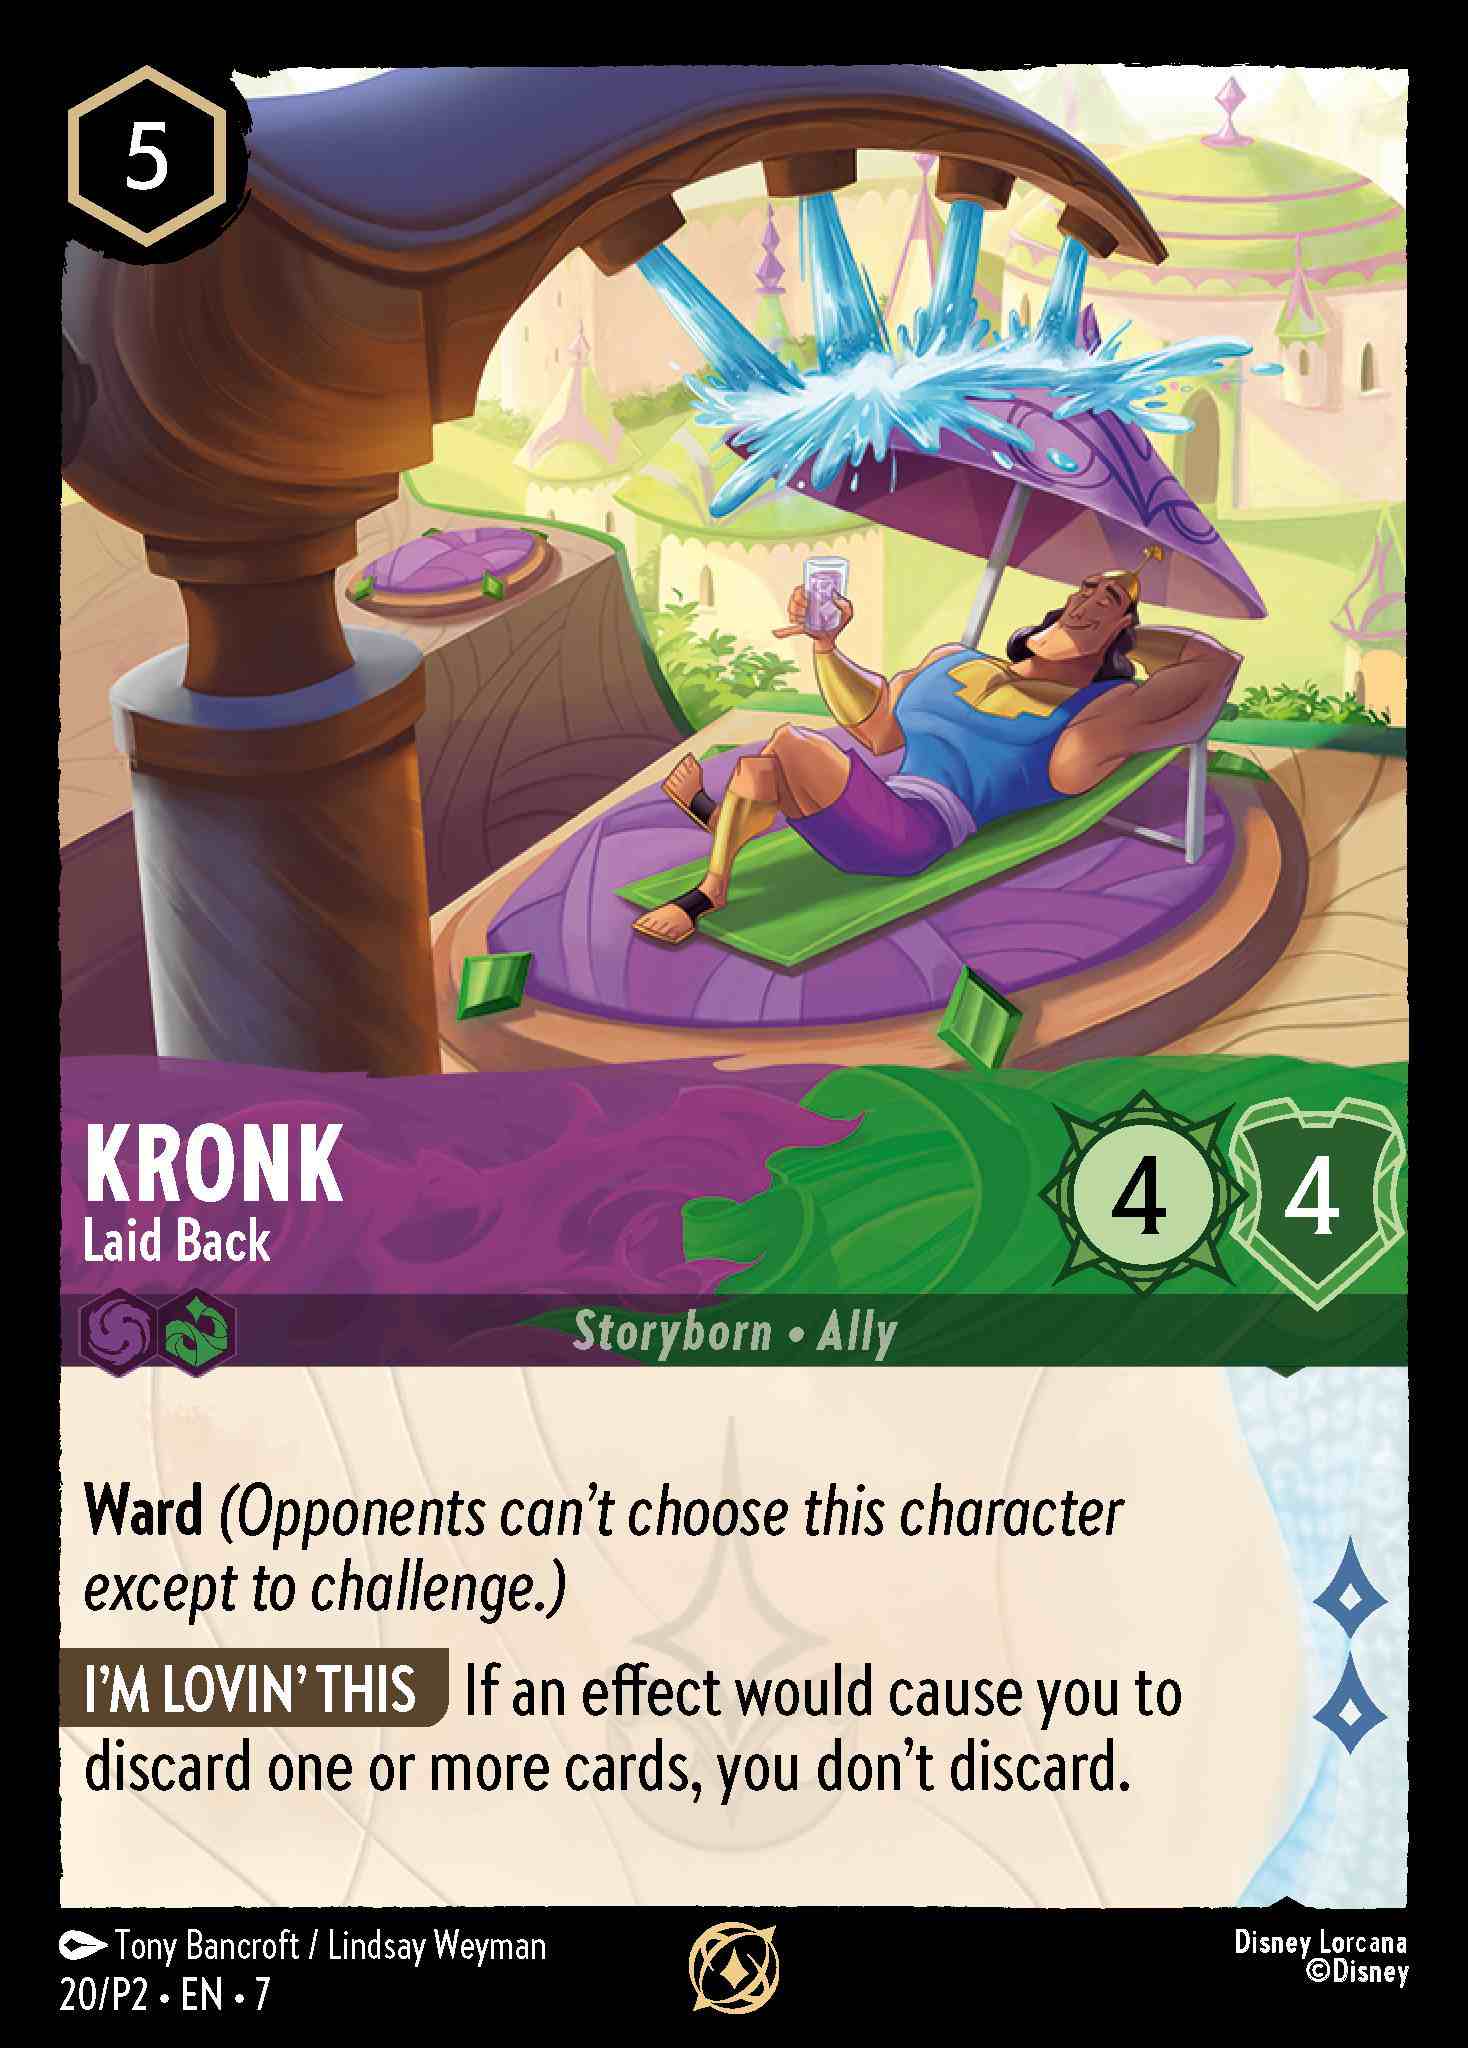 5
KRONK
Laid Back
4
4
Storyborn • Ally
Ward (Opponents can't choose this character
except to challenge.)
I'M LOVIN' THIS If an effect would cause you to
discard one or more cards, you don't discard.
Tony Bancroft / Lindsay Weyman
20/P2 • EN • 7
Disney Lorcana
©Disney